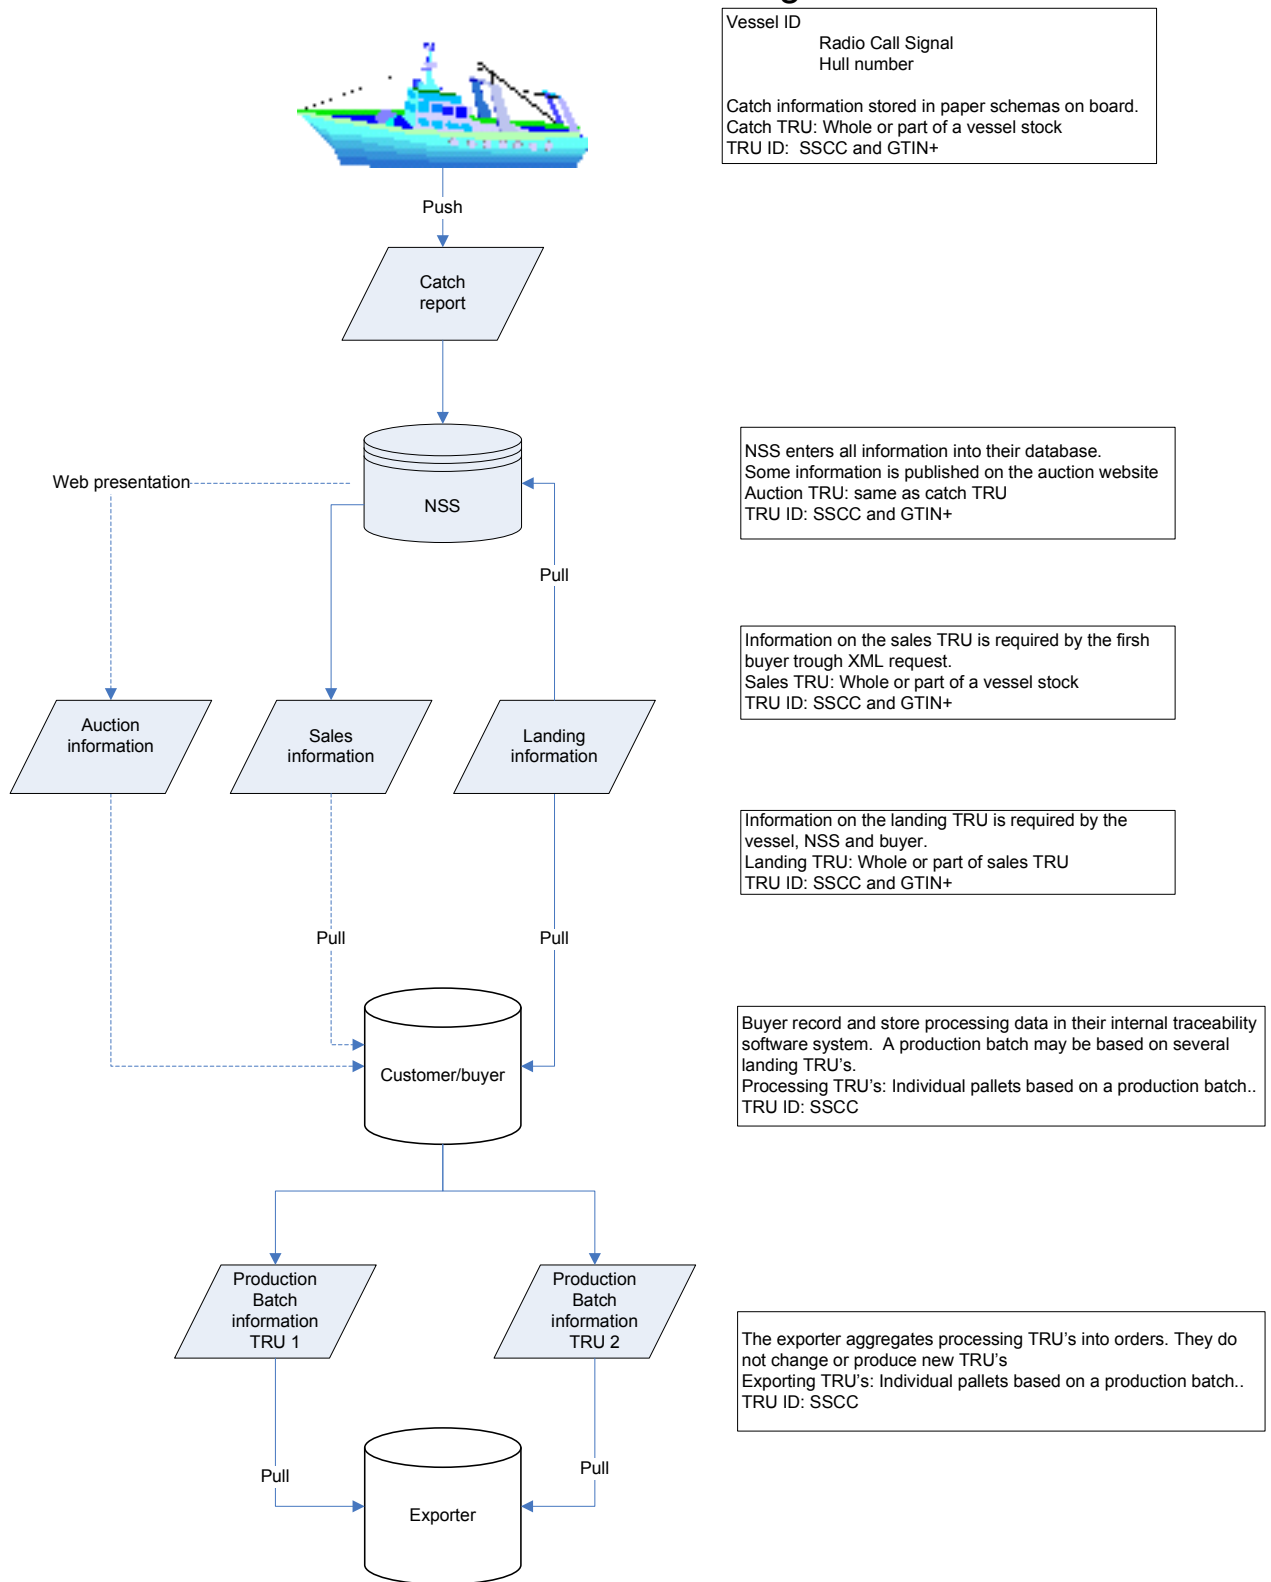 Vessel ID
Radio Call Signal
Hull number
Catch information stored in paper schemas on board.
Catch TRU: Whole or part of a vessel stock
TRU ID:  SSCC and GTIN+
Push
Catch
report
NSS enters all information into their database.
Some information is published on the auction website
Auction TRU: same as catch TRU
TRU ID: SSCC and GTIN+
Web presentation
NSS
Pull
Information on the sales TRU is required by the firsh
buyer trough XML request.
Sales TRU: Whole or part of a vessel stock
TRU ID: SSCC and GTIN+
Auction
information
Sales
information
Landing
information
Information on the landing TRU is required by the
vessel, NSS and buyer.
Landing TRU: Whole or part of sales TRU
TRU ID: SSCC and GTIN+
Pull
Pull
Customer/buyer
Buyer record and store processing data in their internal traceability
software system.  A production batch may be based on several
landing TRU's.
Processing TRU's: Individual pallets based on a production batch..
TRU ID: SSCC
Production
Batch
information
TRU 1
Production
Batch
information
TRU 2
The exporter aggregates processing TRU's into orders. They do
not change or produce new TRU's
Exporting TRU's: Individual pallets based on a production batch..
TRU ID: SSCC
Pull
Pull
Exporter